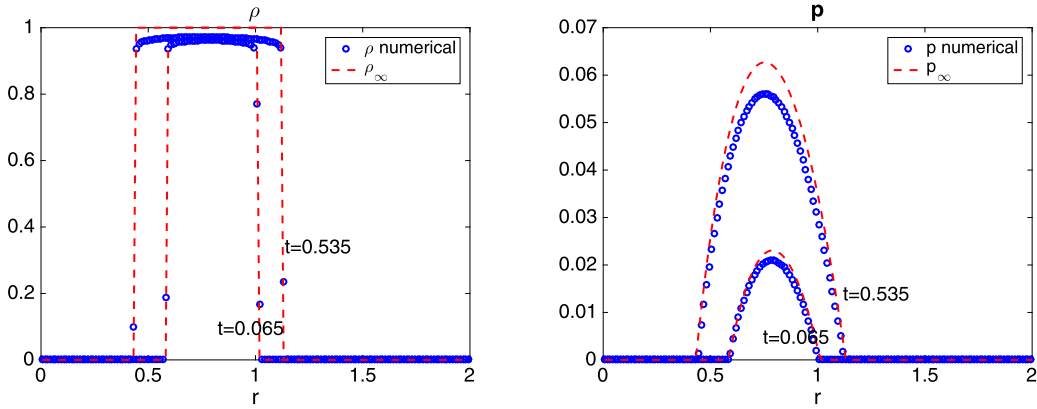 ρ
1
0.8
0.6
0.4
0.2
0
0 0.5 1 1.5 2
r
ρ numerical
ρ∞
t=0.535
t=0.065
p
0.07
0.06
0.05
0.04
0.03
0.02
0.01
0
0 0.5 1 1.5 2
r
p numerical
p∞
t=0.535
t=0.065